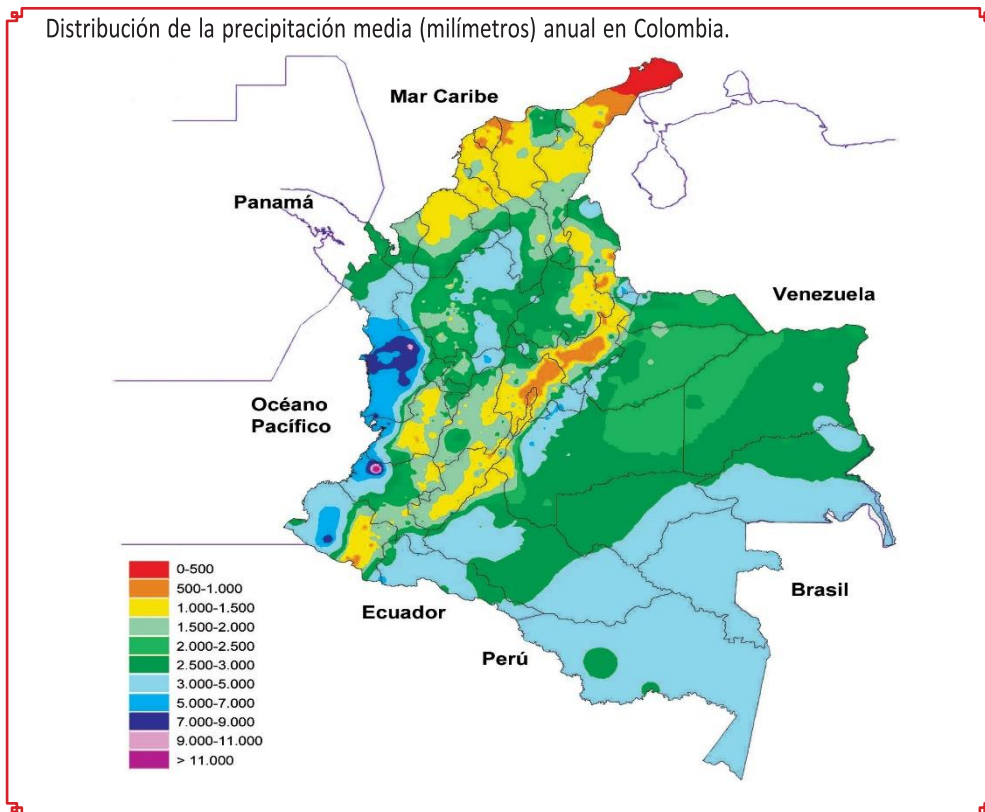 Distribución de la precipitación media (milímetros) anual en Colombia.
Mar Caribe
Panamá
Venezuela
Océano
Pacífico
Ecuador
Perú
Brasil
0-500
500-1.000
1.000-1.500
1.500-2.000
2.000-2.500
2.500-3.000
3.000-5.000
5.000-7.000
7.000-9.000
9.000-11.000
> 11.000